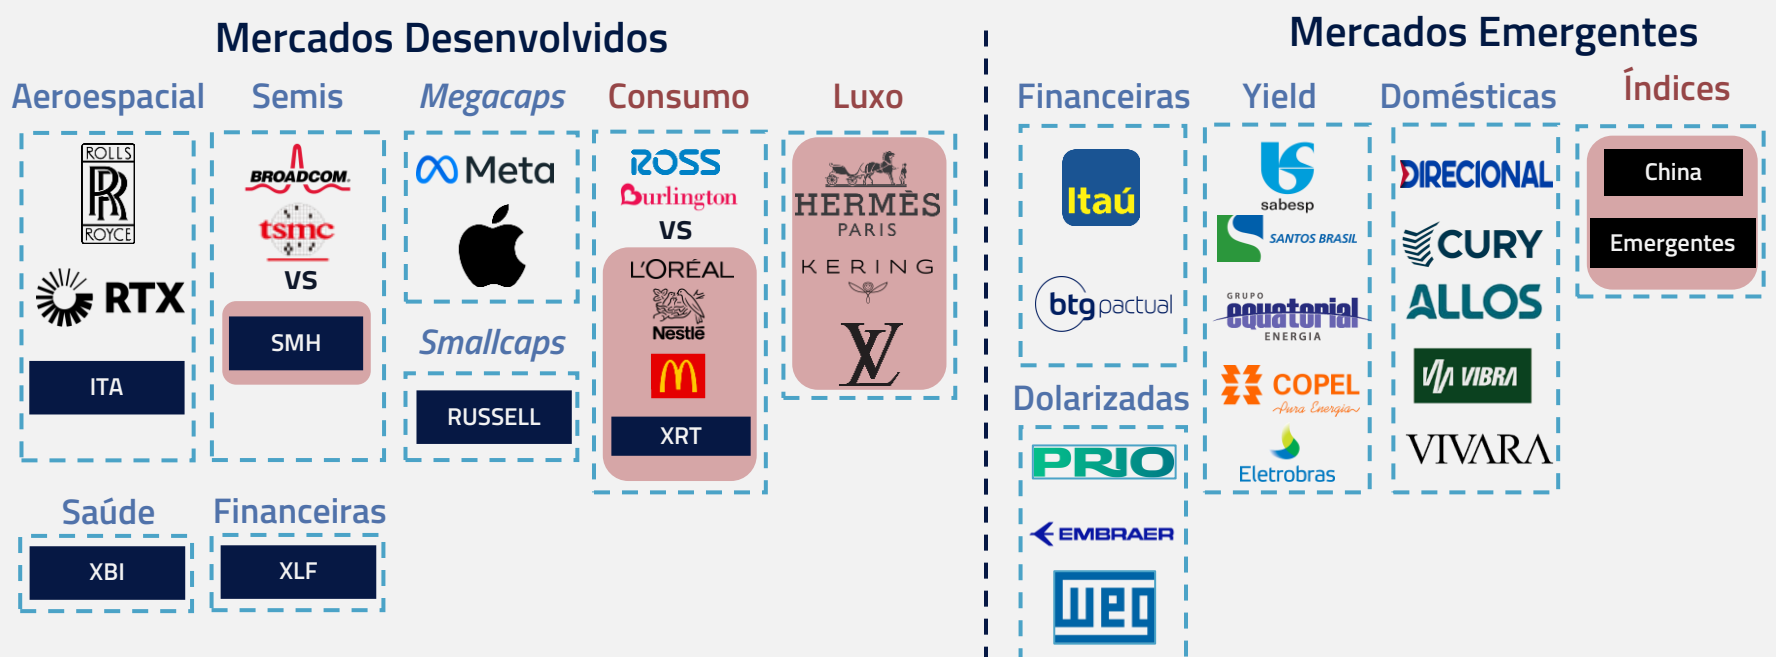 Mercados Desenvolvidos
Aeroespacial
ROLLS
RR
ROYCE
RTX
ITA
Semis
BROADCOM.
tsmc
VS
SMH
Megacaps
Meta
Smallcaps
RUSSELL
Consumo
ROSS
Burlington
VS
L'ORÉAL
Nestlé
XRT
Luxo
HERMÈS
PARIS
KERING
LV
Saúde
XBI
Financeiras
XLF
Mercados Emergentes
Financeiras
Itaú
btgpactual
Dolarizadas
PRIO
EMBRAER
weg
Yield
sabesp
SANTOS BRASIL
GRUPO
equatorial
ENERGIA
COPEL
Pura Energia
Eletrobras
Domésticas
DIRECIONAL
CURY
ALLOS
VIBRA
VIVARA
Índices
China
Emergentes